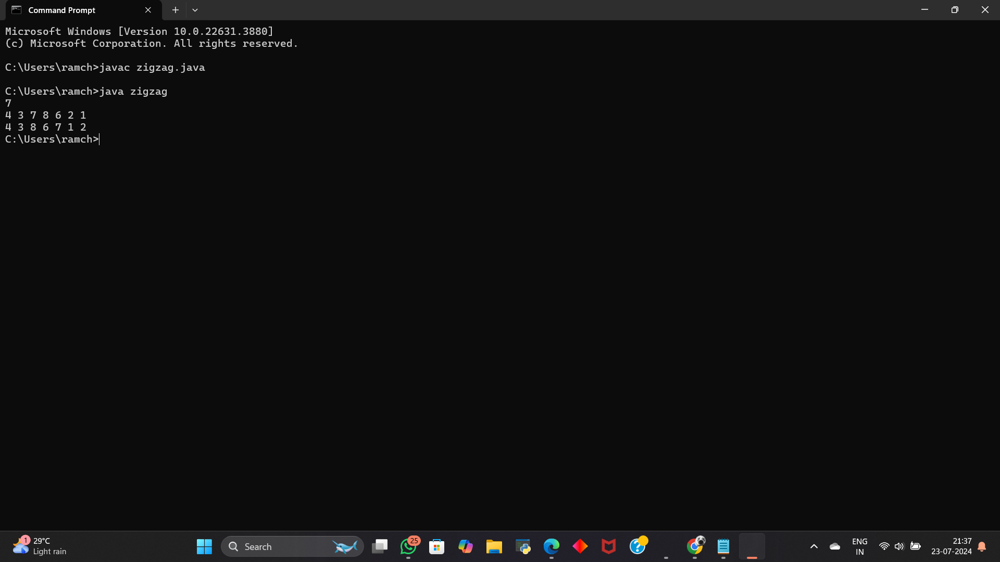 Command Prompt
Microsoft Windows [Version 10.0.22631.3880]
(c) Microsoft Corporation. All rights reserved.
C:\Users\ramch>javac zigzag.java
C:\Users\ramch>java zigzag
7
4 3 7 8 6 2 1
4 3 8 6 7 1 2
C:\Users\ramch>
1
29°C
Light rain
Search
25
ENG
IN
21:37
23-07-2024